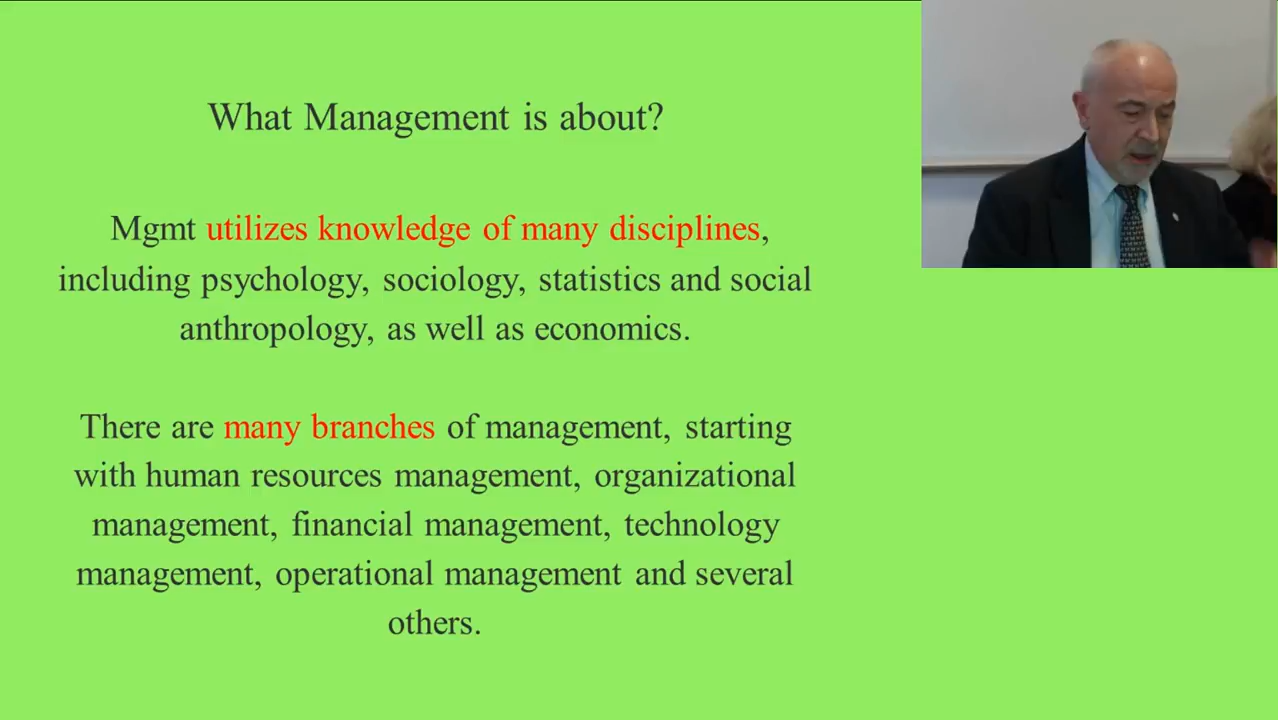 What Management is about?
Mgmt utilizes knowledge of many disciplines,
including psychology, sociology, statistics and social
anthropology, as well as economics.
There are many branches of management, starting
with human resources management, organizational
management, financial management, technology
management, operational management and several
others.